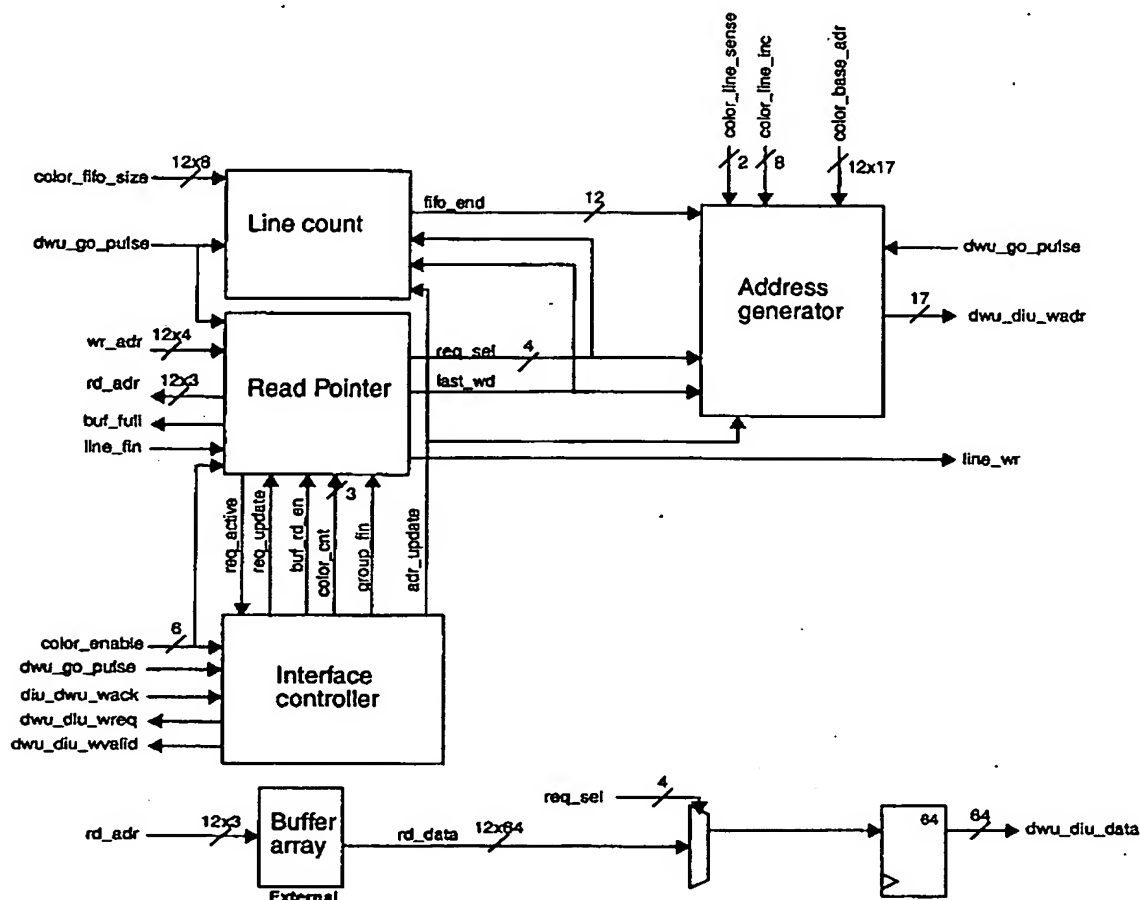 color_line_sense
color_line_inc
color_base_adr
2
8
12x17
color_fifo_size
12x8
dwu_go_pulse
Line count
fifo_end
12
Address
generator
dwu_go_pulse
17
dwu_diu_wadr
wr_adr
12x4
rd_adr
12x3
buf_full
line_fin
Read Pointer
req_sel
4
last_wd
line_wr
req_active
req_update
buf_rd_en
color_cnt
3
group_fin
adr_update
color_enable
6
dwu_go_pulse
diu_dwu_wack
dwu_diu_wreq
dwu_diu_wvalid
Interface
controller
rd_adr
12x3
Buffer
array
External
rd_data
12x64
req_sel
4
64
64
dwu_diu_data